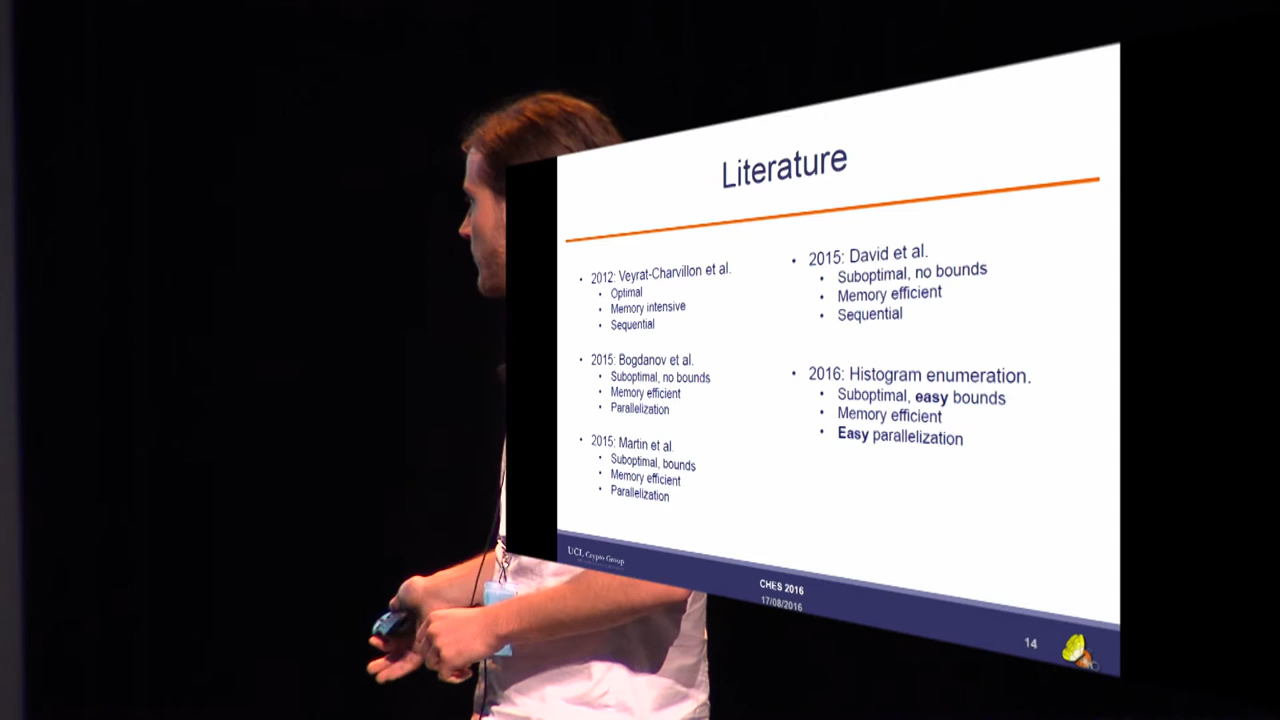 Literature
2012: Veyrat-Charvillon et al.
Optimal
Memory intensive
Sequential
2015: Bogdanov et al.
Suboptimal, no bounds
Memory efficient
Parallelization
2015: Martin et al.
Suboptimal, bounds
Memory efficient
Parallelization
2015: David et al.
Suboptimal, no bounds
Memory efficient
Sequential
2016: Histogram enumeration.
Suboptimal, easy bounds
Memory efficient
Easy parallelization
UCL Crypto Group
CHES 2016
17/08/2016
14